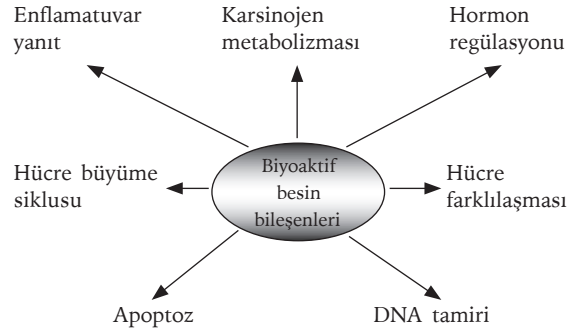 Enflamatuvar
yanıt
Karsinojen
metabolizması
Hormon
regülasyonu
Hücre büyüme
siklusu
Biyoaktif
besin
bileşenleri
Hücre
farklılaşması
Apoptoz
DNA tamiri